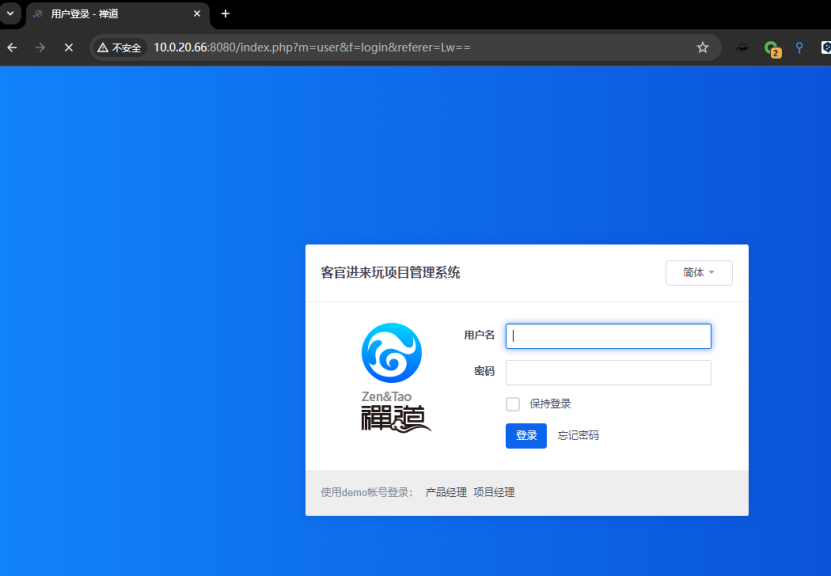 用户登录 - 禅道
不安全 10.0.20.66:8080/index.php?m=user&f=login&referer=Lw==
2
客官进来玩项目管理系统
简体
用户名
密码
Zen&Tao
禪道
保持登录
登录 忘记密码
使用demo帐号登录： 产品经理 项目经理